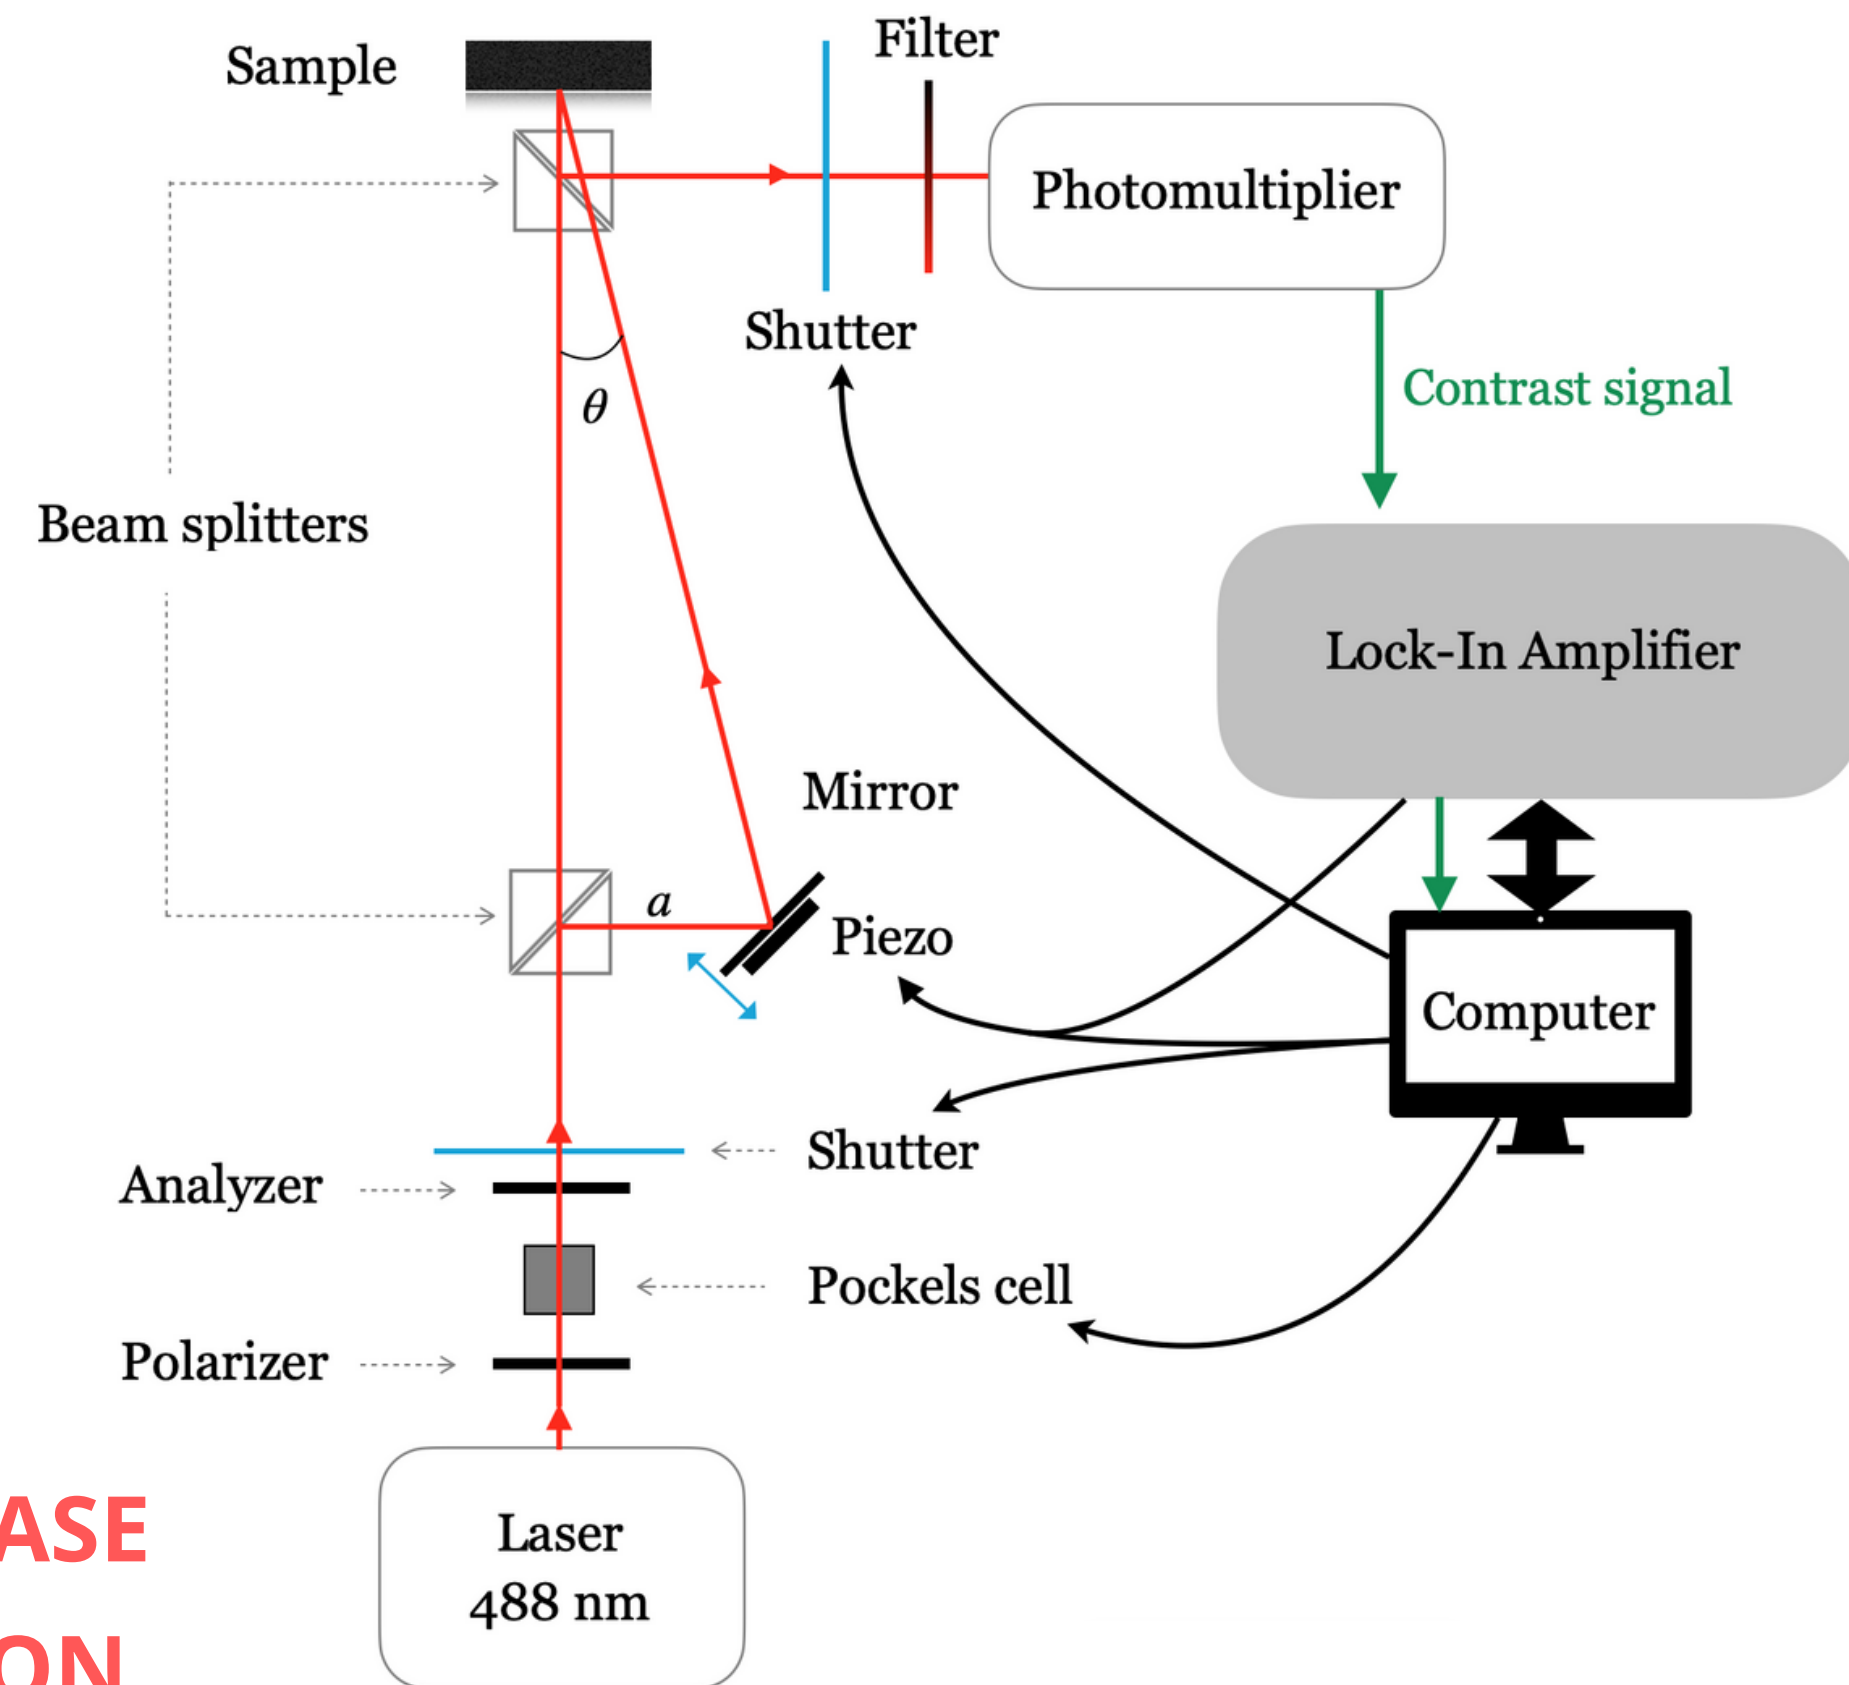 Filter
Sample
Photomultiplier
Shutter
Contrast signal
θ
Beam splitters
Lock-In Amplifier
Mirror
a
Piezo
Computer
Shutter
Analyzer
Pockels cell
Polarizer
ASE
Laser
488 nm
ON